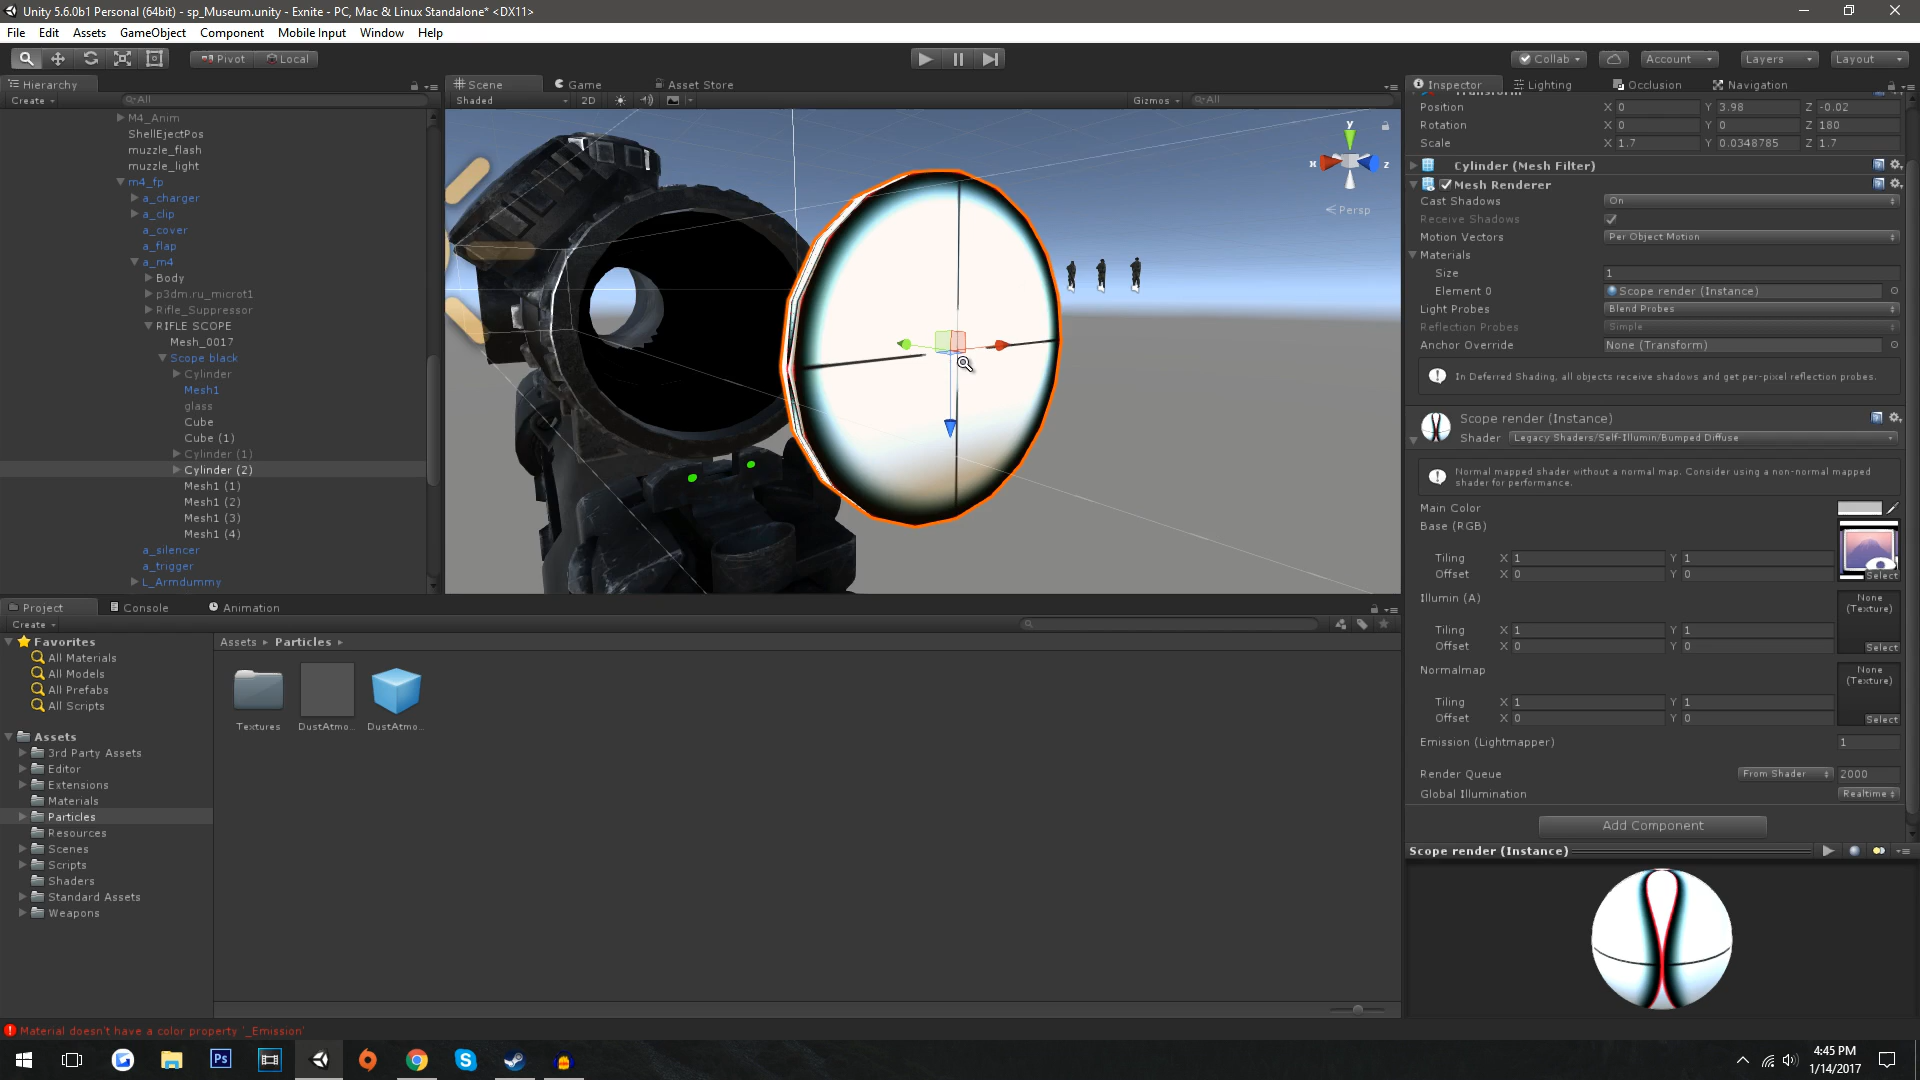 Unity 5.6.0b1 Personal (64bit) - sp_Museum.unity - Exnite - PC, Mac & Linux Standalone* <DX11>
File Edit Assets GameObject Component Mobile Input Window Help
Pivot Local
Collab Account Layers Layout
Hierarchy
Create All
M4_Anim
ShellEjectPos
muzzle_flash
muzzle_light
m4_fp
a_charger
a_clip
a_cover
a_flap
a_m4
Body
p3dm.ru_microt1
Rifle_Suppressor
RIFLE SCOPE
Mesh_0017
Scope black
Cylinder
Mesh1
glass
Cube
Cube (1)
Cylinder (1)
Cylinder (2)
Mesh1 (1)
Mesh1 (2)
Mesh1 (3)
Mesh1 (4)
a_silencer
a_trigger
L_Armdummy
Scene Game Asset Store
Shaded 2D Gizmos All
y
x z
Persp
Inspector Lighting Occlusion Navigation
Transform
Position X 0 Y 3.98 Z -0.02
Rotation X 0 Y 0 Z 180
Scale X 1.7 Y 0.0348785 Z 1.7
Cylinder (Mesh Filter)
Mesh Renderer
Cast Shadows On
Receive Shadows
Motion Vectors Per Object Motion
Materials
Size 1
Element 0 Scope render (Instance)
Light Probes Blend Probes
Reflection Probes Simple
Anchor Override None (Transform)
In Deferred Shading, all objects receive shadows and get per-pixel reflection probes.
Scope render (Instance)
Shader Legacy Shaders/Self-Illumin/Bumped Diffuse
Normal mapped shader without a normal map. Consider using a non-normal mapped
shader for performance.
Main Color
Base (RGB)
Tiling X 1 Y 1
Offset X 0 Y 0
Select
Illumin (A)
None
(Texture)
Tiling X 1 Y 1
Offset X 0 Y 0
Select
Normalmap
None
(Texture)
Tiling X 1 Y 1
Offset X 0 Y 0
Select
Emission (Lightmapper) 1
Render Queue From Shader 2000
Global Illumination Realtime
Add Component
Scope render (Instance)
Project Console Animation
Create
Favorites
All Materials
All Models
All Prefabs
All Scripts
Assets
3rd Party Assets
Editor
Extensions
Materials
Particles
Resources
Scenes
Scripts
Shaders
Standard Assets
Weapons
Assets Particles
Textures DustAtmo.. DustAtmo..
Material doesn't have a color property '_Emission'
Ps
4:45 PM
1/14/2017